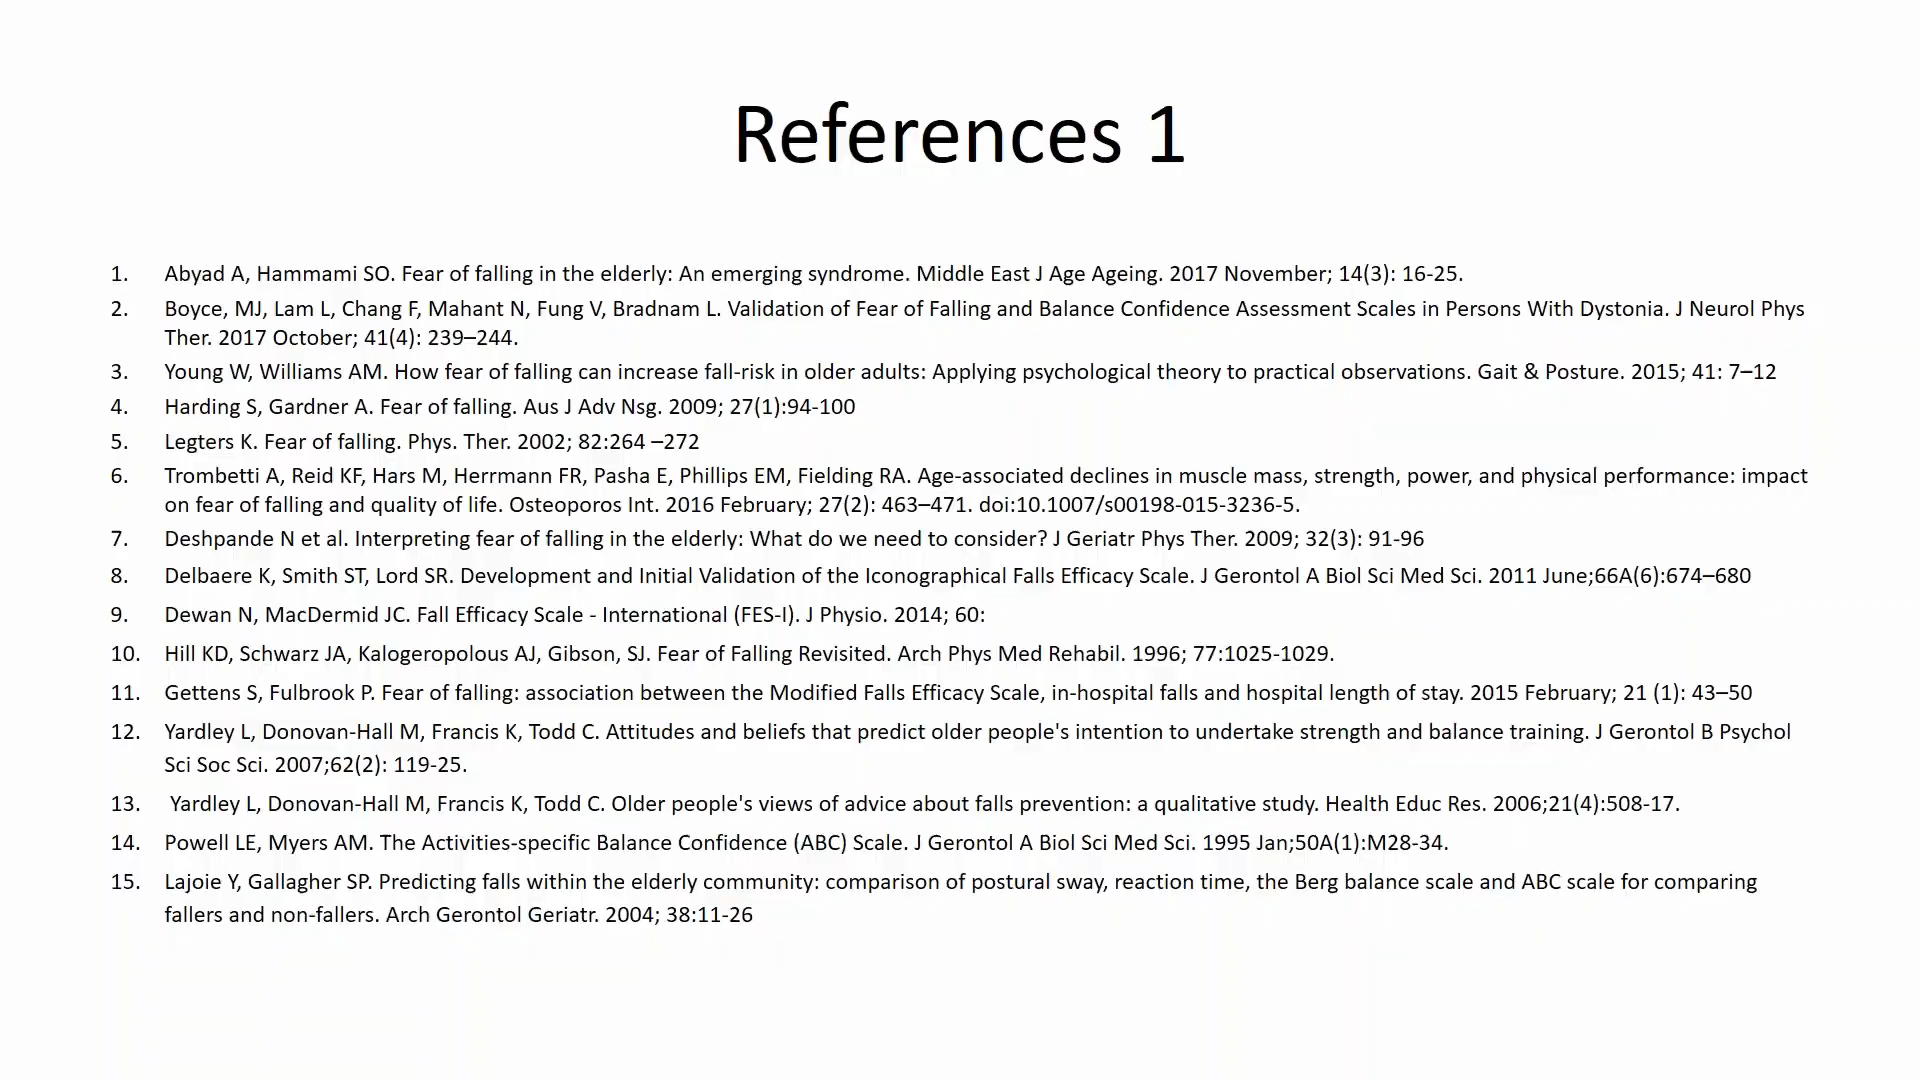 References 1
1. Abyad A, Hammami SO. Fear of falling in the elderly: An emerging syndrome. Middle East J Age Ageing. 2017 November; 14(3): 16-25.
2. Boyce, MJ, Lam L, Chang F, Mahant N, Fung V, Bradnam L. Validation of Fear of Falling and Balance Confidence Assessment Scales in Persons With Dystonia. J Neurol Phys
Ther. 2017 October; 41(4): 239–244.
3. Young W, Williams AM. How fear of falling can increase fall-risk in older adults: Applying psychological theory to practical observations. Gait & Posture. 2015; 41: 7–12
4. Harding S, Gardner A. Fear of falling. Aus J Adv Nsg. 2009; 27(1):94-100
5. Legters K. Fear of falling. Phys. Ther. 2002; 82:264 –272
6. Trombetti A, Reid KF, Hars M, Herrmann FR, Pasha E, Phillips EM, Fielding RA. Age-associated declines in muscle mass, strength, power, and physical performance: impact
on fear of falling and quality of life. Osteoporos Int. 2016 February; 27(2): 463–471. doi:10.1007/s00198-015-3236-5.
7. Deshpande N et al. Interpreting fear of falling in the elderly: What do we need to consider? J Geriatr Phys Ther. 2009; 32(3): 91-96
8. Delbaere K, Smith ST, Lord SR. Development and Initial Validation of the Iconographical Falls Efficacy Scale. J Gerontol A Biol Sci Med Sci. 2011 June;66A(6):674–680
9. Dewan N, MacDermid JC. Fall Efficacy Scale - International (FES-I). J Physio. 2014; 60:
10. Hill KD, Schwarz JA, Kalogeropolous AJ, Gibson, SJ. Fear of Falling Revisited. Arch Phys Med Rehabil. 1996; 77:1025-1029.
11. Gettens S, Fulbrook P. Fear of falling: association between the Modified Falls Efficacy Scale, in-hospital falls and hospital length of stay. 2015 February; 21 (1): 43–50
12. Yardley L, Donovan-Hall M, Francis K, Todd C. Attitudes and beliefs that predict older people's intention to undertake strength and balance training. J Gerontol B Psychol
Sci Soc Sci. 2007;62(2): 119-25.
13. Yardley L, Donovan-Hall M, Francis K, Todd C. Older people's views of advice about falls prevention: a qualitative study. Health Educ Res. 2006;21(4):508-17.
14. Powell LE, Myers AM. The Activities-specific Balance Confidence (ABC) Scale. J Gerontol A Biol Sci Med Sci. 1995 Jan;50A(1):M28-34.
15. Lajoie Y, Gallagher SP. Predicting falls within the elderly community: comparison of postural sway, reaction time, the Berg balance scale and ABC scale for comparing
fallers and non-fallers. Arch Gerontol Geriatr. 2004; 38:11-26